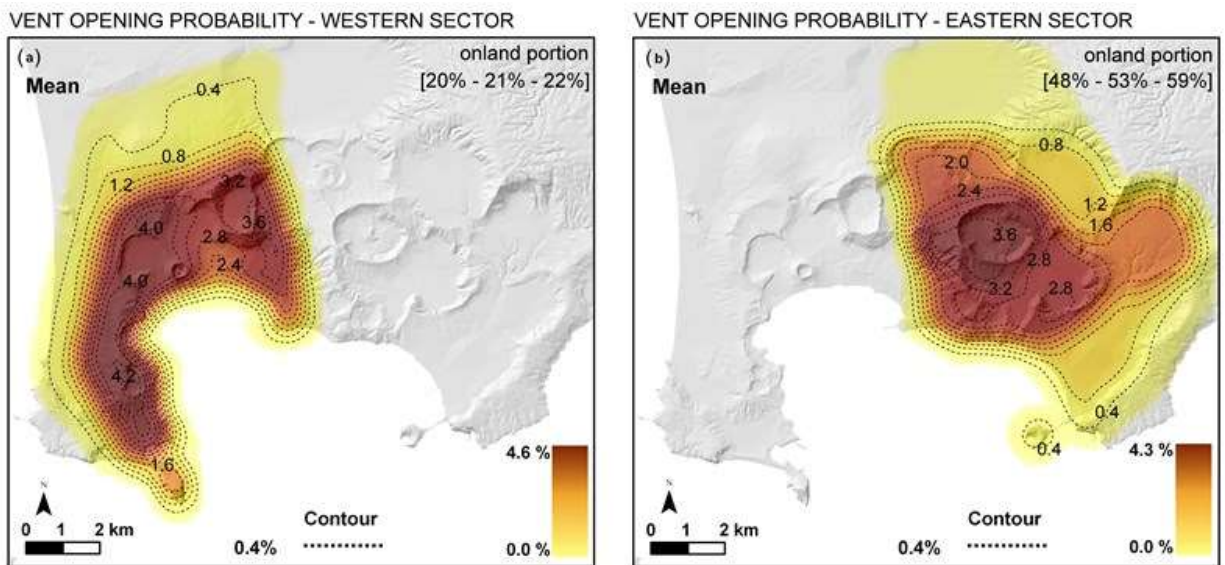 VENT OPENING PROBABILITY - WESTERN SECTOR
(a)
onland portion
Mean
[20% - 21% - 22%]
0.4
0.8
1.2
3.2
4.0
3.6
2.8
2.4
4.0
4.2
1.6
4.6 %
N
Contour
0 1 2 km
0.4%
0.0 %
VENT OPENING PROBABILITY - EASTERN SECTOR
(b)
onland portion
Mean
[48% - 53% - 59%]
0.8
2.0
2.4
1.2
1.6
3.6
2.8
3.2
2.8
0.4
0.4
4.3 %
N
Contour
0 1 2 km
0.4%
0.0 %